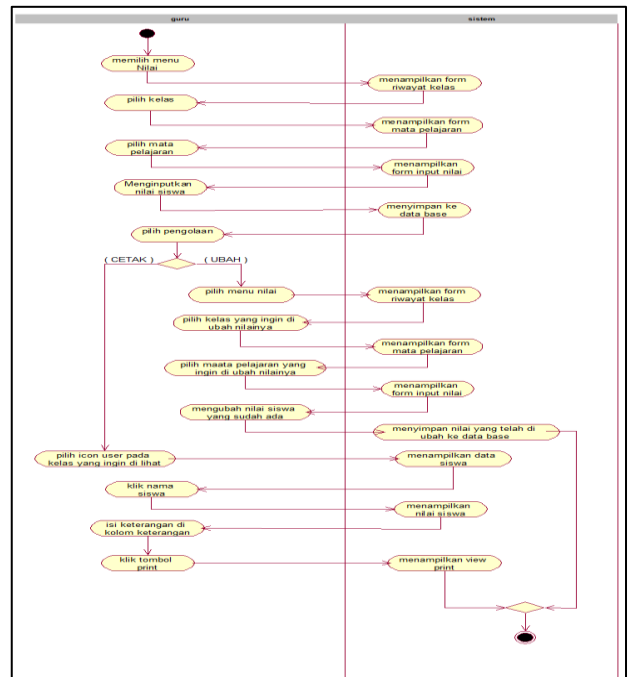 guru
sistem
memilih menu
Nilai
menampilkan form
riwayat kelas
pilih kelas
menampilkan form
mata pelajaran
pilih mata
pelajaran
menampilkan
form input nilai
Menginputkan
nilai siswa
menyimpan ke
data base
pilih pengolaan
( CETAK )
( UBAH )
pilih menu nilai
menampilkan form
riwayat kelas
pilih kelas yang ingin di
ubah nilainya
menampilkan form
mata pelajaran
pilih maata pelajaran yang
ingin di ubah nilainya
menampilkan
form input nilai
mengubah nilai siswa
yang sudah ada
menyimpan nilai yang telah di
ubah ke data base
pilih icon user pada
kelas yang ingin di lihat
menampilkan data
siswa
klik nama
siswa
menampilkan
nilai siswa
isi keterangan di
kolom keterangan
klik tombol
print
menampilkan view
print